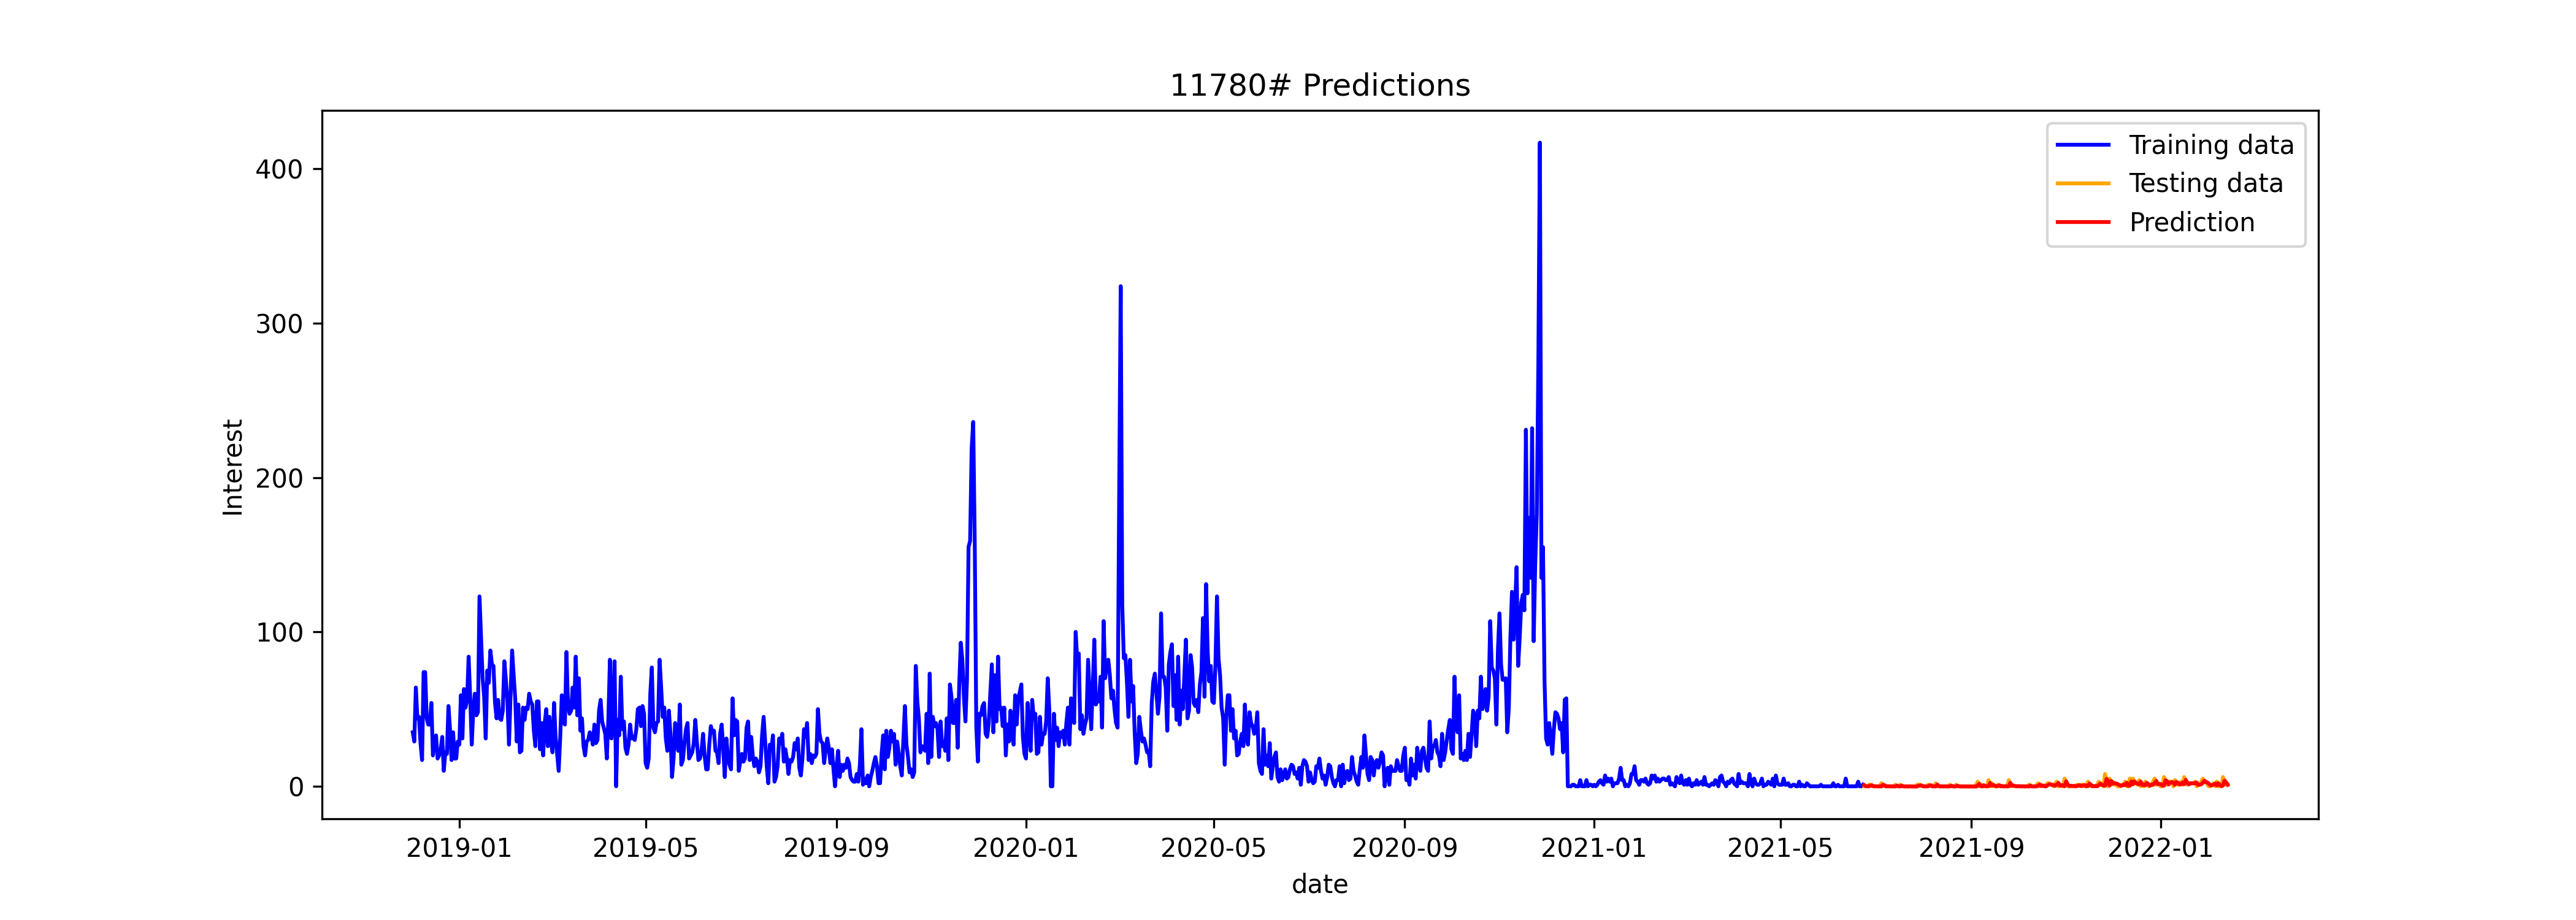 11780# Predictions
Training data
Testing data
Prediction
400
300
200
100
0
Interest
2019-01 2019-05 2019-09 2020-01 2020-05 2020-09 2021-01 2021-05 2021-09 2022-01
date